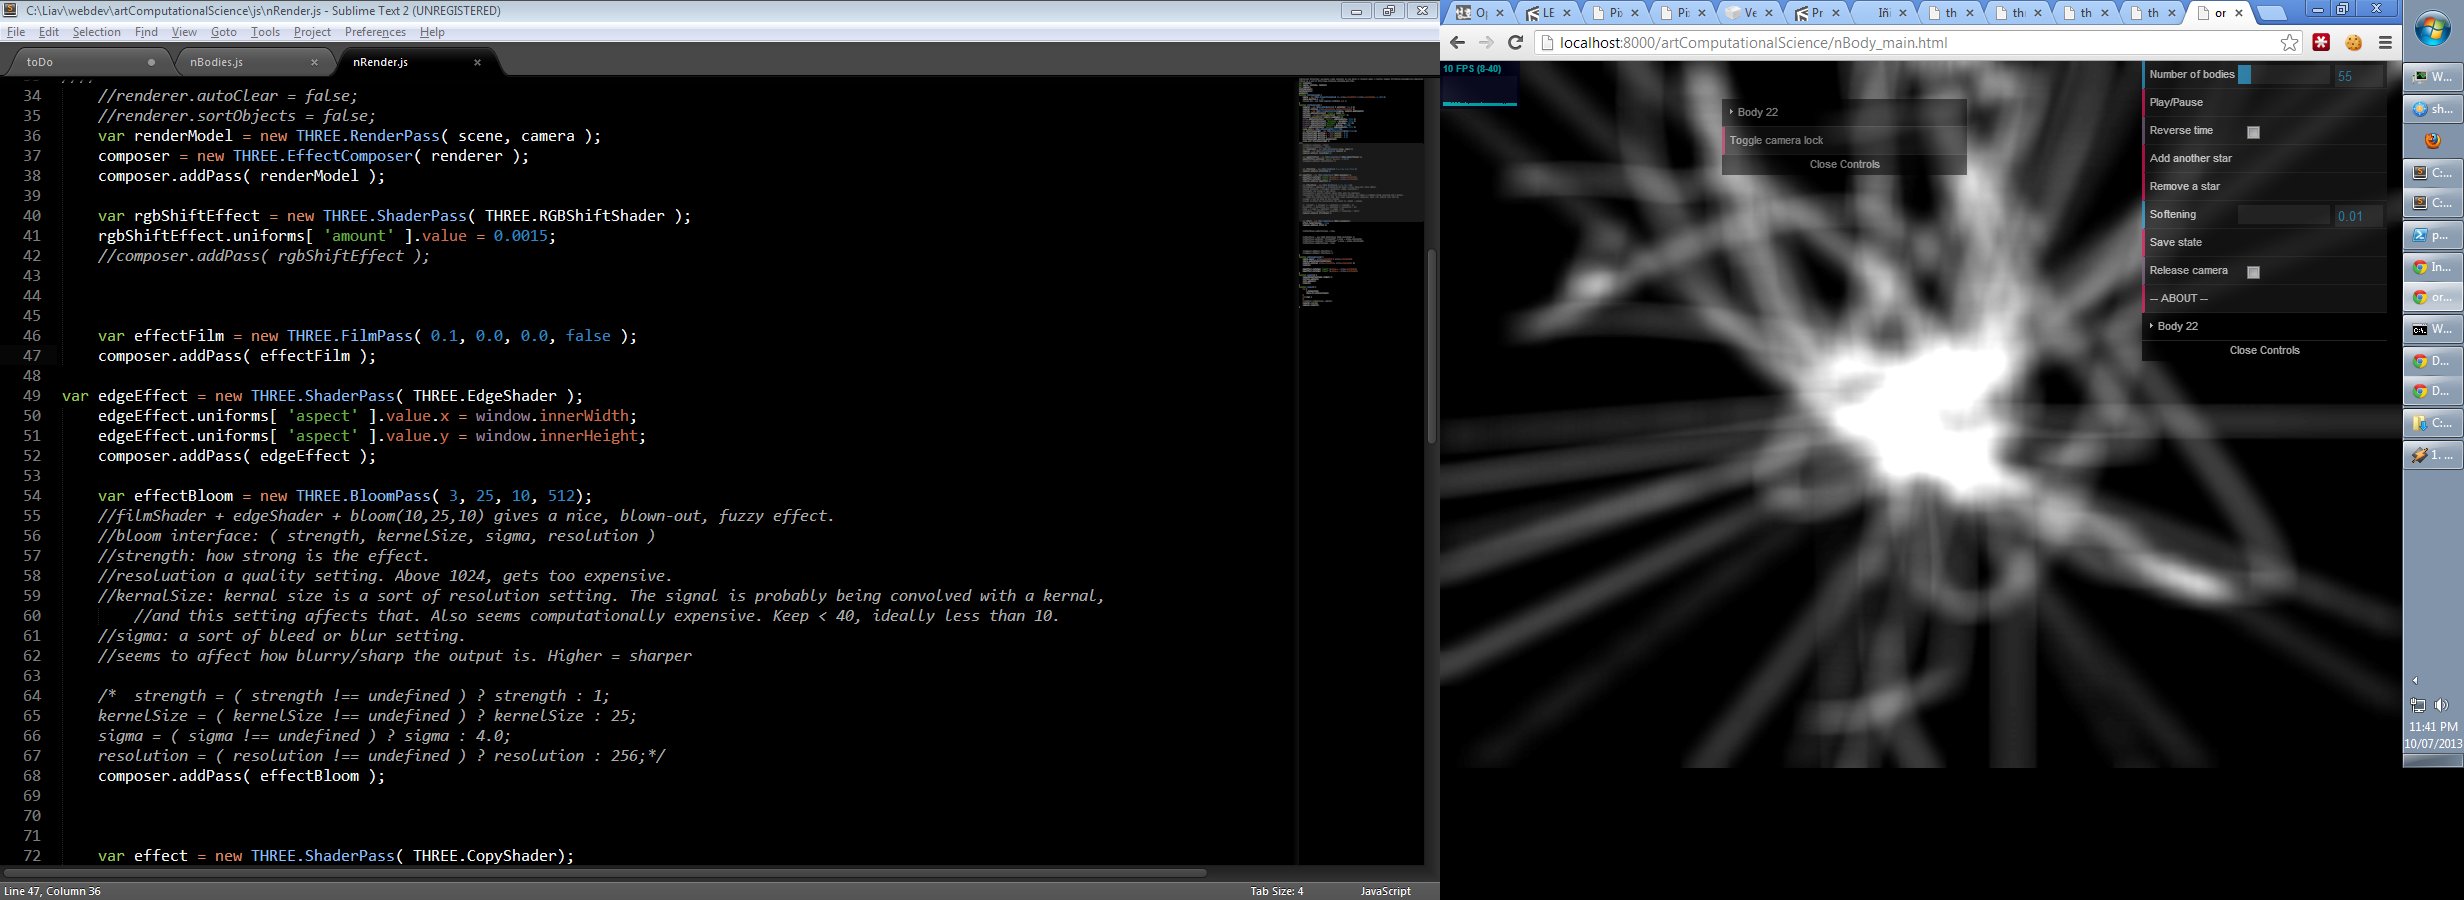 C:\Liav\webdev\artComputationalScience\js\nRender.js - Sublime Text 2 (UNREGISTERED)
File Edit Selection Find View Goto Tools Project Preferences Help
toDo nBodies.js nRender.js
34 //renderer.autoClear = false;
35 //renderer.sortObjects = false;
36 var renderModel = new THREE.RenderPass( scene, camera );
37 composer = new THREE.EffectComposer( renderer );
38 composer.addPass( renderModel );
39
40 var rgbShiftEffect = new THREE.ShaderPass( THREE.RGBShiftShader );
41 rgbShiftEffect.uniforms[ 'amount' ].value = 0.0015;
42 //composer.addPass( rgbShiftEffect );
43
44
45
46 var effectFilm = new THREE.FilmPass( 0.1, 0.0, 0.0, false );
47 composer.addPass( effectFilm );
48
49 var edgeEffect = new THREE.ShaderPass( THREE.EdgeShader );
50 edgeEffect.uniforms[ 'aspect' ].value.x = window.innerWidth;
51 edgeEffect.uniforms[ 'aspect' ].value.y = window.innerHeight;
52 composer.addPass( edgeEffect );
53
54 var effectBloom = new THREE.BloomPass( 3, 25, 10, 512);
55 //filmShader + edgeShader + bloom(10,25,10) gives a nice, blown-out, fuzzy effect.
56 //bloom interface: ( strength, kernelSize, sigma, resolution )
57 //strength: how strong is the effect.
58 //resoluation a quality setting. Above 1024, gets too expensive.
59 //kernalSize: kernal size is a sort of resolution setting. The signal is probably being convolved with a kernal,
60 //and this setting affects that. Also seems computationally expensive. Keep < 40, ideally less than 10.
61 //sigma: a sort of bleed or blur setting.
62 //seems to affect how blurry/sharp the output is. Higher = sharper
63
64 /* strength = ( strength !== undefined ) ? strength : 1;
65 kernelSize = ( kernelSize !== undefined ) ? kernelSize : 25;
66 sigma = ( sigma !== undefined ) ? sigma : 4.0;
67 resolution = ( resolution !== undefined ) ? resolution : 256;*/
68 composer.addPass( effectBloom );
69
70
71
72 var effect = new THREE.ShaderPass( THREE.CopyShader);
Line 47, Column 36 Tab Size: 4 JavaScript
LE Pi: Pi: Ve Pr Iñi th th th th or
localhost:8000/artComputationalScience/nBody_main.html
10 FPS (8-40)
Body 22
Toggle camera lock
Close Controls
Number of bodies 55
Play/Pause
Reverse time
Add another star
Remove a star
Softening 0.01
Save state
Release camera
-- ABOUT --
Body 22
Close Controls
W...
sh...
C:...
C:...
p...
In...
or...
W...
D...
D...
C:...
1. ...
11:41 PM
10/07/2013